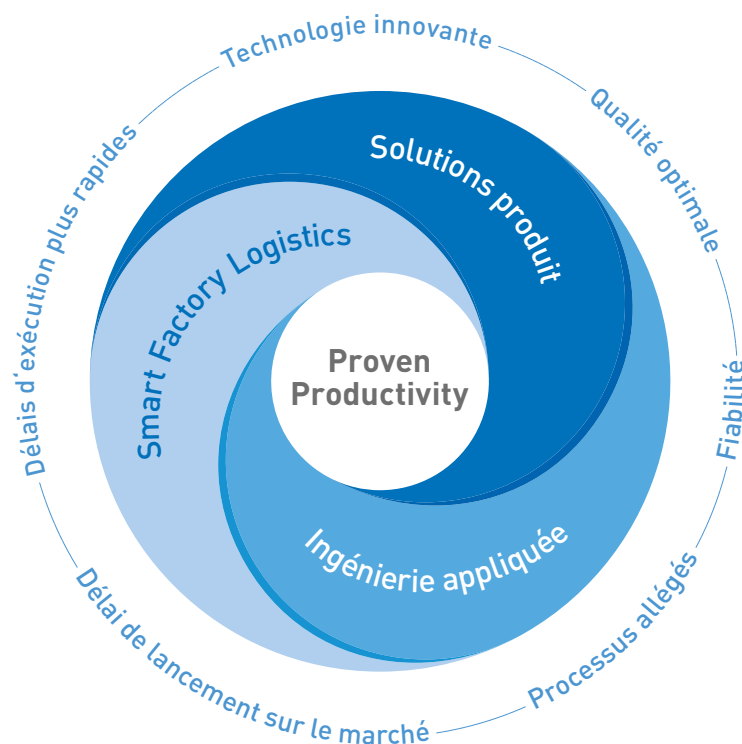 Technologie innovante
Qualité optimale
Fiabilité
Processus allégés
Délai de lancement sur le marché
Délais d‘exécution plus rapides
Solutions produit
Smart Factory Logistics
Ingénierie appliquée
Proven
Productivity